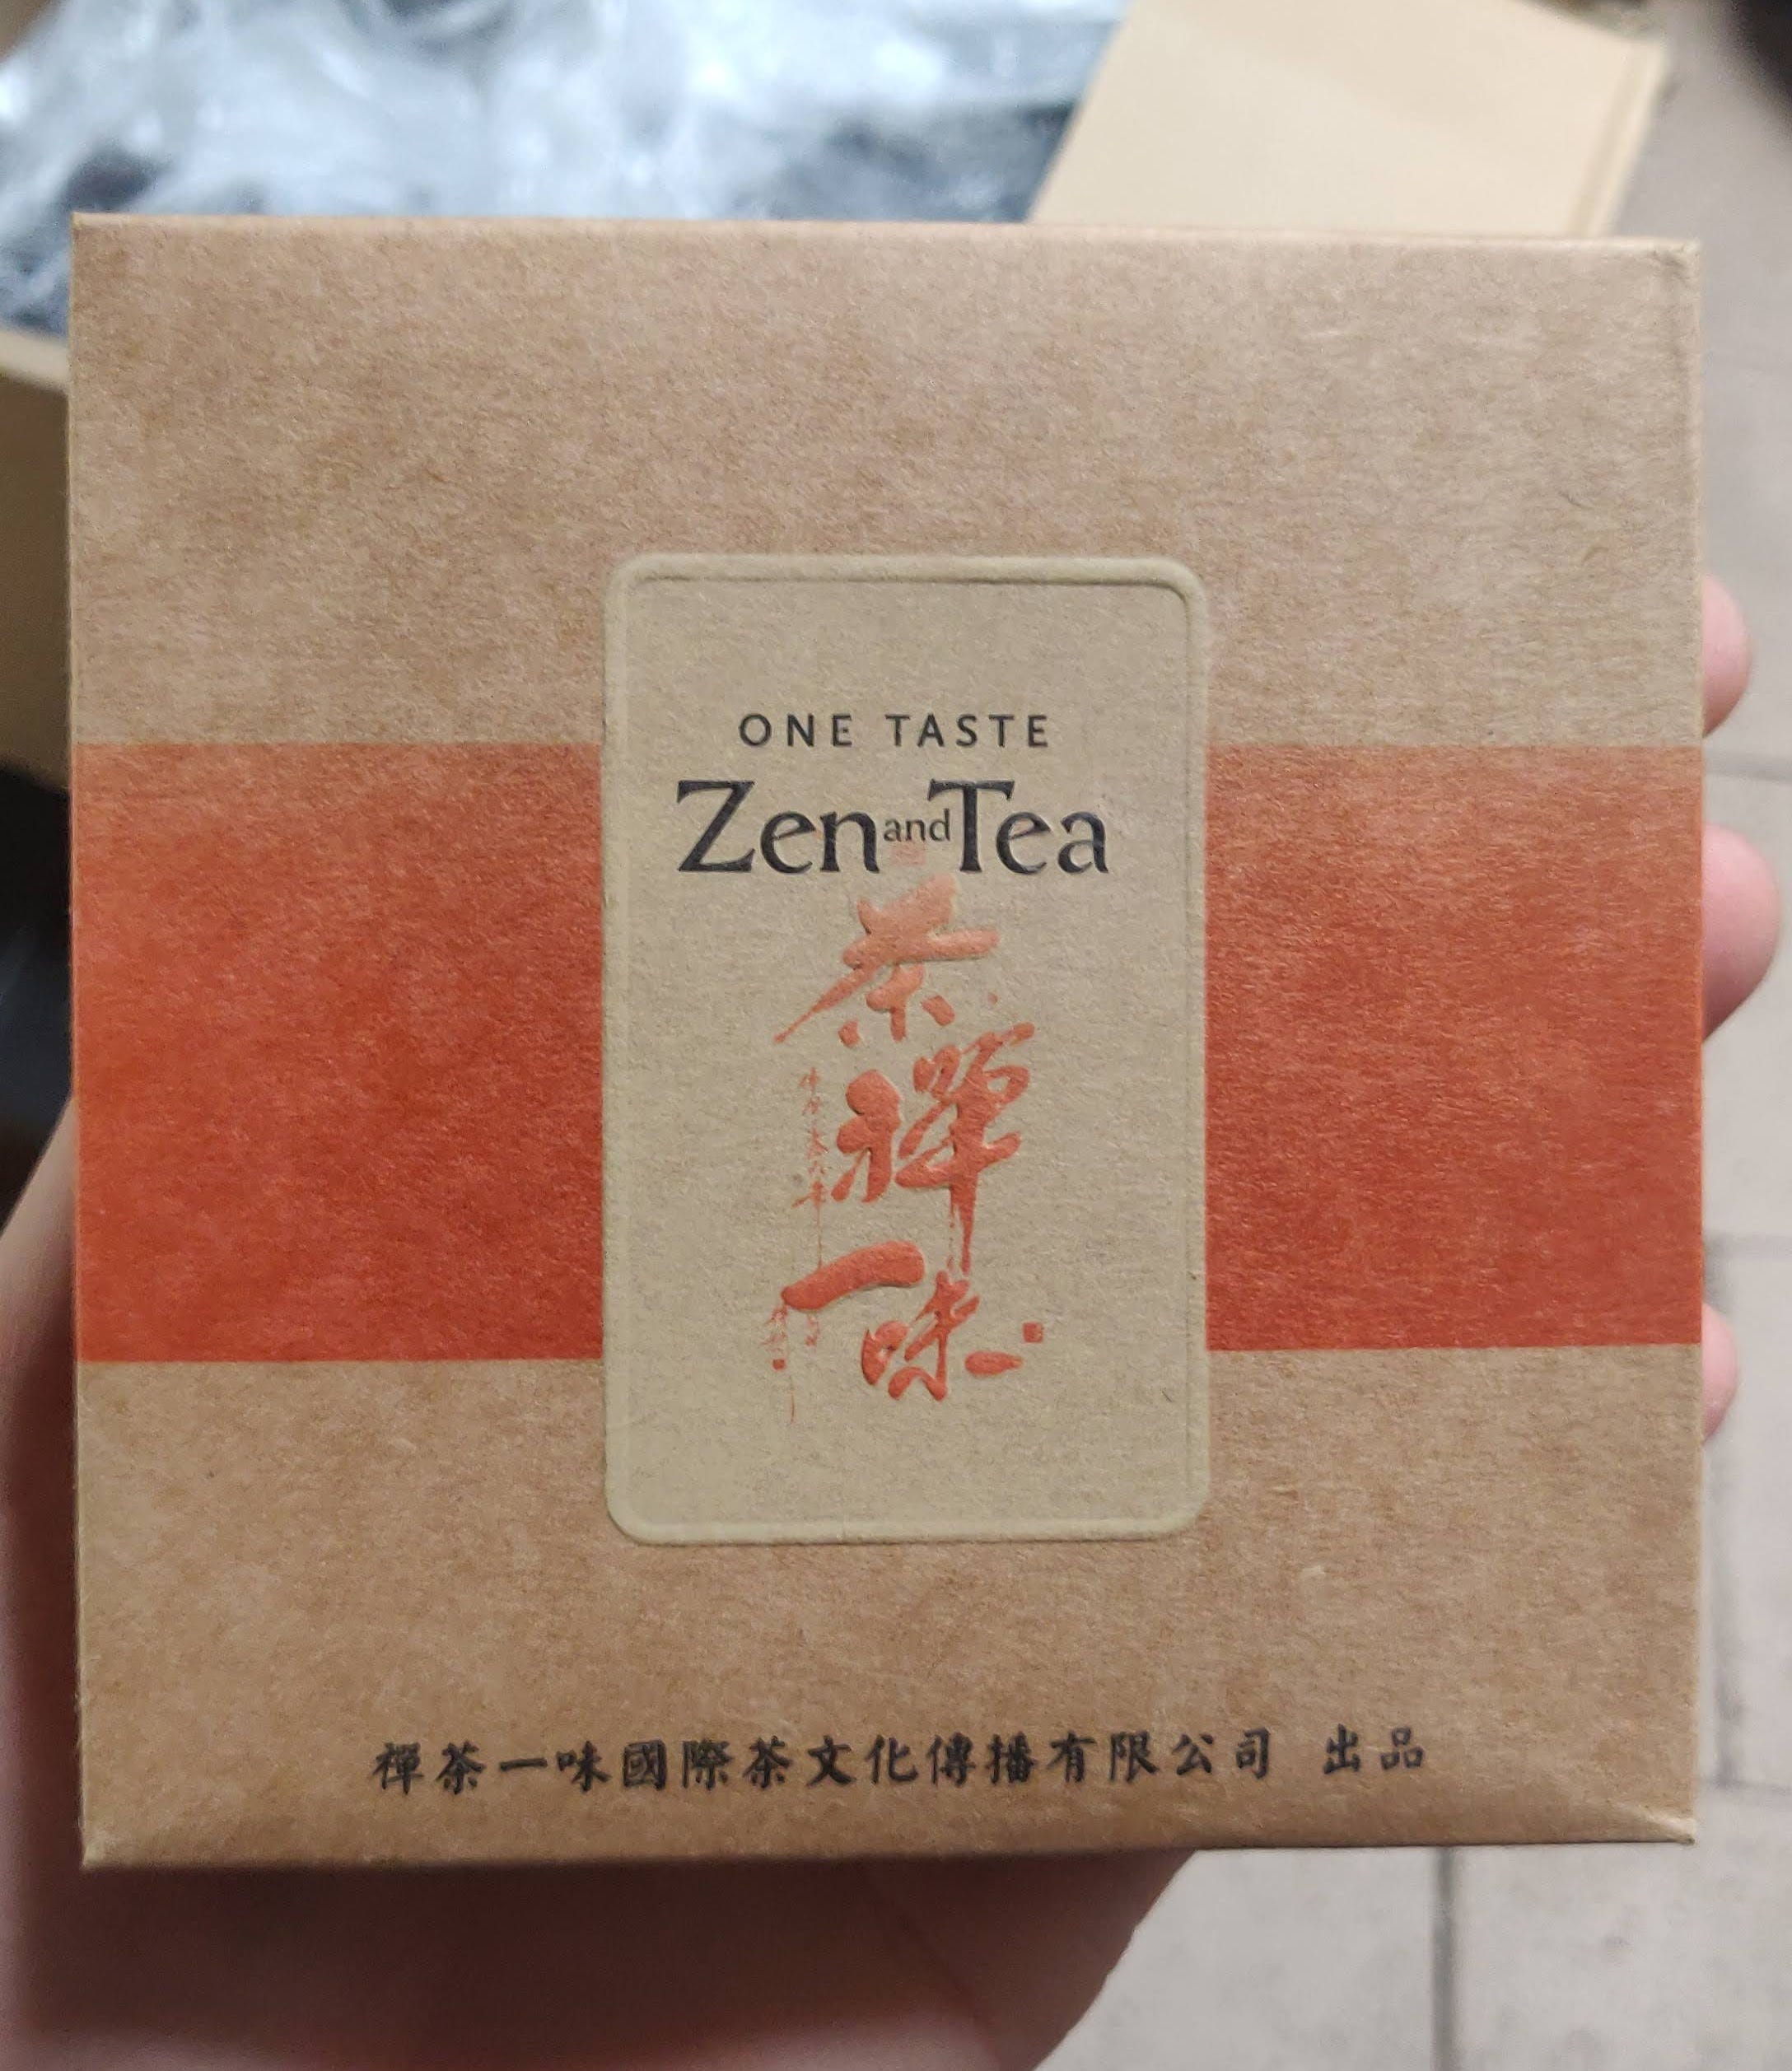 ONE TASTE
Zen and Tea
茶
禪
一
味
禪茶一味國際茶文化傳播有限公司 出品